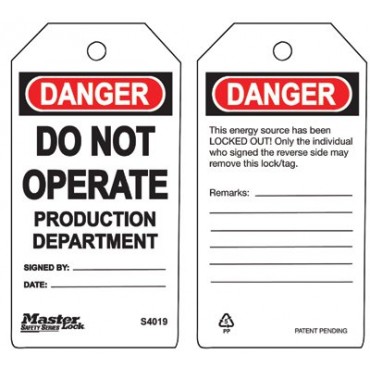 DANGER
DO NOT
OPERATE
PRODUCTION
DEPARTMENT
SIGNED BY:
DATE:
Master Lock
SAFETY SERIES
S4019
DANGER
This energy source has been
LOCKED OUT! Only the individual
who signed the reverse side may
remove this lock/tag.
Remarks:
5
PP
PATENT PENDING